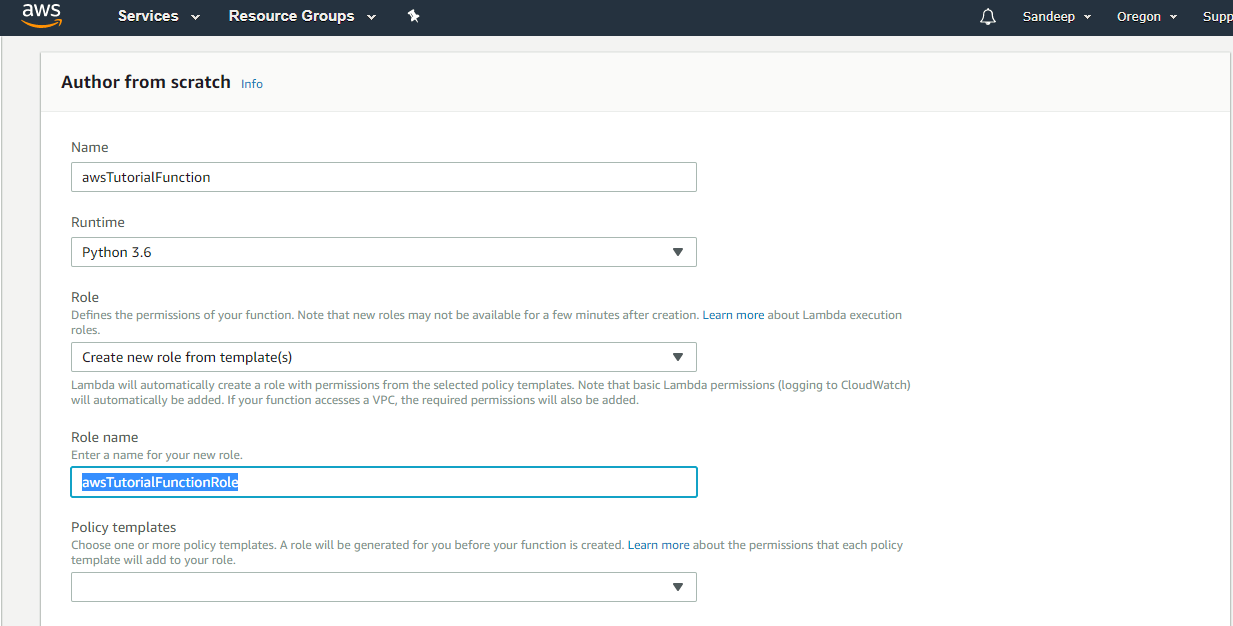 aws Services Resource Groups Sandeep Oregon Supp
Author from scratch Info
Name
awsTutorialFunction
Runtime
Python 3.6
Role
Defines the permissions of your function. Note that new roles may not be available for a few minutes after creation. Learn more about Lambda execution
roles.
Create new role from template(s)
Lambda will automatically create a role with permissions from the selected policy templates. Note that basic Lambda permissions (logging to CloudWatch)
will automatically be added. If your function accesses a VPC, the required permissions will also be added.
Role name
Enter a name for your new role.
awsTutorialFunctionRole
Policy templates
Choose one or more policy templates. A role will be generated for you before your function is created. Learn more about the permissions that each policy
template will add to your role.